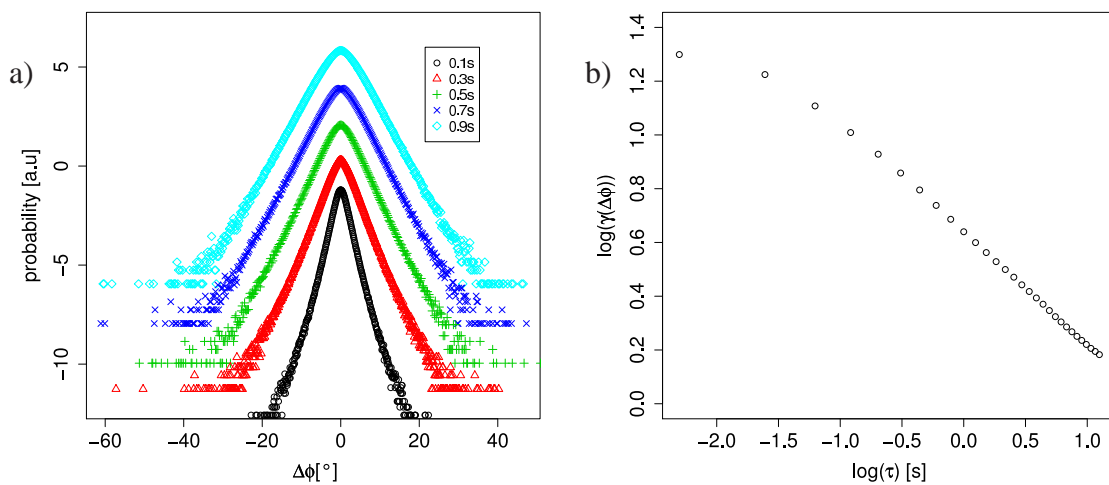 a)
probability [a.u]
5
0
−5
−10
0.1s
0.3s
0.5s
0.7s
0.9s
−60
−40
−20
0
20
40
Δϕ[°]
b)
log(γ(Δϕ))
1.4
1.2
1.0
0.8
0.6
0.4
0.2
0.0
−2.0
−1.5
−1.0
−0.5
0.0
0.5
1.0
log(τ) [s]